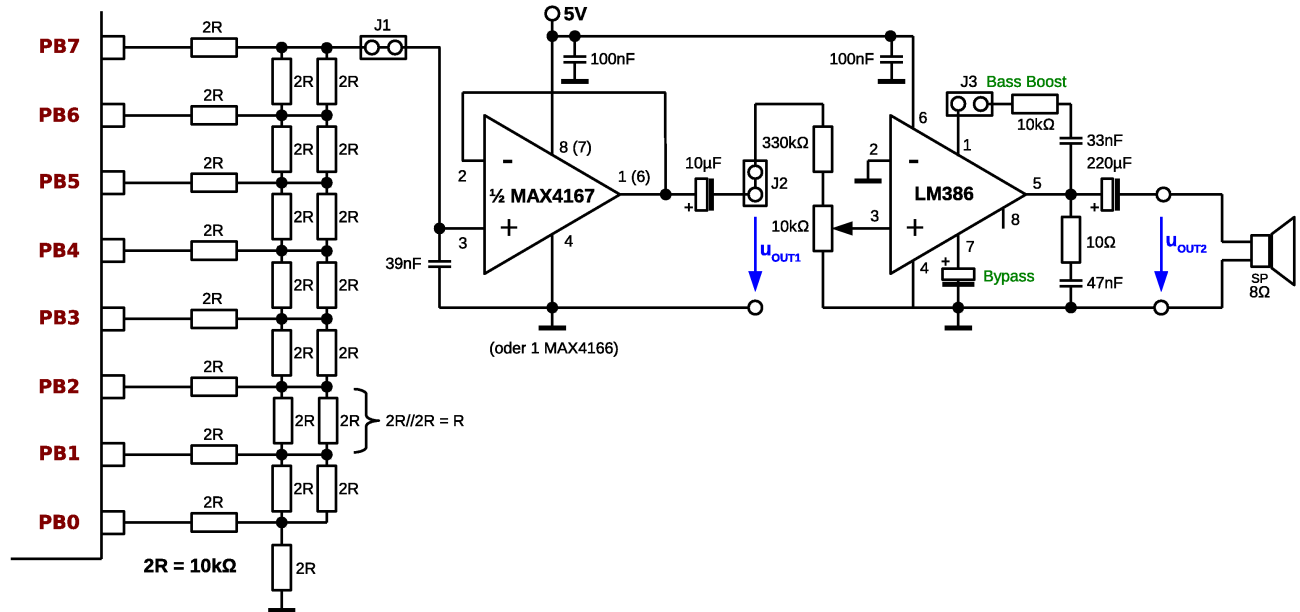 5V
2R
J1
PB7
100nF
100nF
2R
2R
J3 Bass Boost
2R
PB6
10kΩ
6
330kΩ
33nF
8 (7)
1
2
-
2R
2R
2
-
10µF
220µF
2R
PB5
1 (6)
J2
½ MAX4167
LM386
5
2R
2R
3
+
10kΩ
3
+
8
2R
PB4
4
uOUT1
7
10Ω
uOUT2
39nF
4
+
Bypass
47nF
SP
8Ω
2R
2R
2R
PB3
(oder 1 MAX4166)
2R
2R
2R
PB2
2R
2R
2R//2R = R
2R
PB1
2R
2R
2R
PB0
2R = 10kΩ
2R